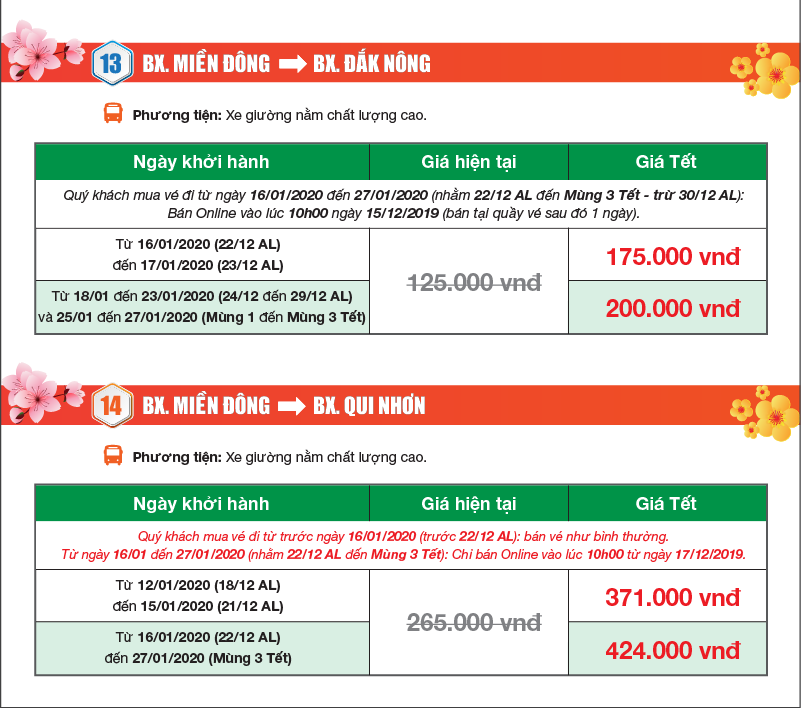 13 BX. MIỀN ĐÔNG ➡ BX. ĐẮK NÔNG
Phương tiện: Xe giường nằm chất lượng cao.
Ngày khởi hành Giá hiện tại Giá Tết
Quý khách mua vé đi từ ngày 16/01/2020 đến 27/01/2020 (nhằm 22/12 AL đến Mùng 3 Tết - trừ 30/12 AL):
Bán Online vào lúc 10h00 ngày 15/12/2019 (bán tại quầy vé sau đó 1 ngày).
Từ 16/01/2020 (22/12 AL)
đến 17/01/2020 (23/12 AL)
125.000 vnđ
175.000 vnđ
Từ 18/01 đến 23/01/2020 (24/12 đến 29/12 AL)
và 25/01 đến 27/01/2020 (Mùng 1 đến Mùng 3 Tết)
200.000 vnđ
14 BX. MIỀN ĐÔNG ➡ BX. QUI NHƠN
Phương tiện: Xe giường nằm chất lượng cao.
Ngày khởi hành Giá hiện tại Giá Tết
Quý khách mua vé đi từ trước ngày 16/01/2020 (trước 22/12 AL): bán vé như bình thường.
Từ ngày 16/01 đến 27/01/2020 (nhằm 22/12 AL đến Mùng 3 Tết): Chỉ bán Online vào lúc 10h00 từ ngày 17/12/2019.
Từ 12/01/2020 (18/12 AL)
đến 15/01/2020 (21/12 AL)
265.000 vnđ
371.000 vnđ
Từ 16/01/2020 (22/12 AL)
đến 27/01/2020 (Mùng 3 Tết)
424.000 vnđ